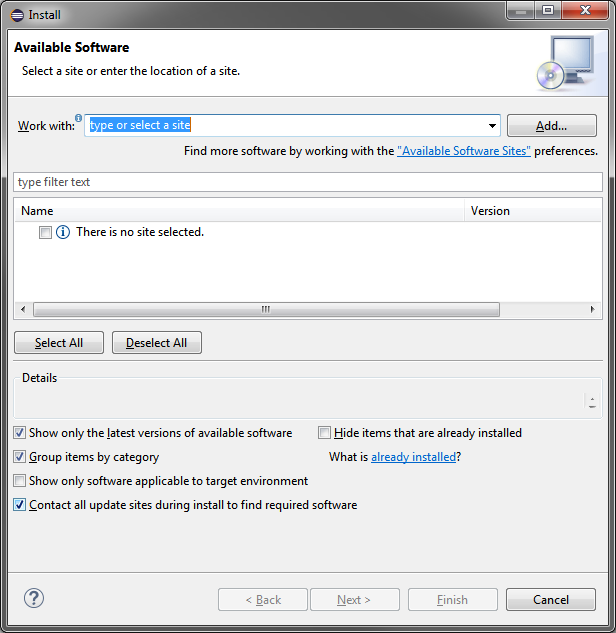 Install
Available Software
Select a site or enter the location of a site.
Work with: type or select a site Add...
Find more software by working with the "Available Software Sites" preferences.
type filter text
Name Version
There is no site selected.
Select All Deselect All
Details
Show only the latest versions of available software Hide items that are already installed
Group items by category What is already installed?
Show only software applicable to target environment
Contact all update sites during install to find required software
< Back Next > Finish Cancel